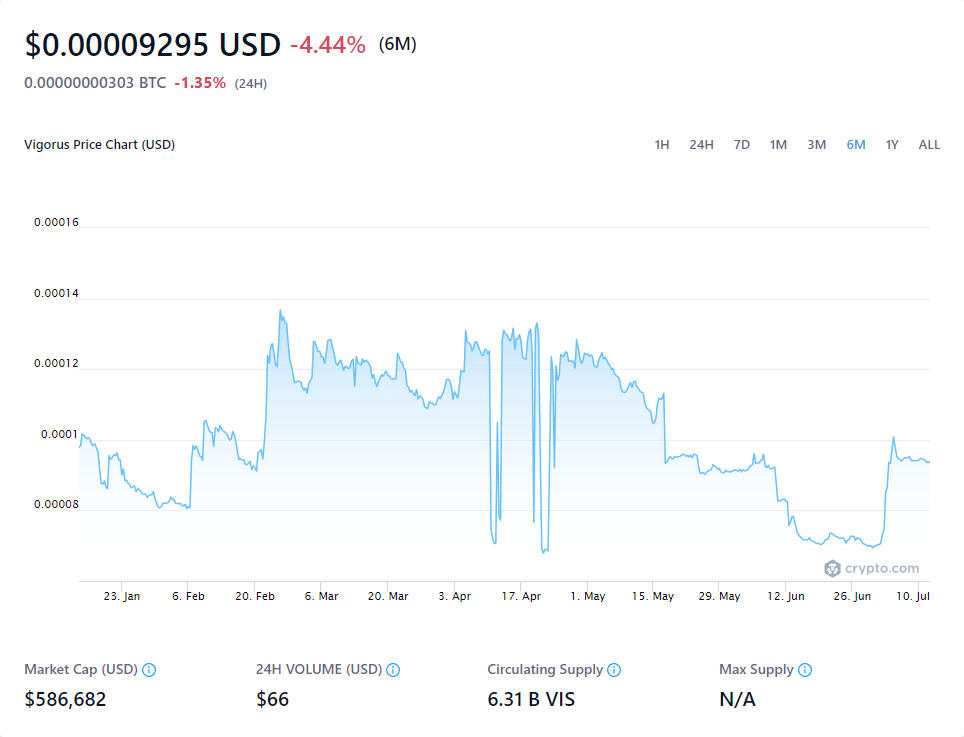 $0.00009295 USD -4.44% (6M)
0.00000000303 BTC -1.35% (24H)
Vigorus Price Chart (USD) 1H 24H 7D 1M 3M 6M 1Y ALL
0.00016
0.00014
0.00012
0.0001
0.00008
crypto.com
23. Jan 6. Feb 20. Feb 6. Mar 20. Mar 3. Apr 17. Apr 1. May 15. May 29. May 12. Jun 26. Jun 10. Jul
Market Cap (USD) 24H VOLUME (USD) Circulating Supply Max Supply
$586,682 $66 6.31 B VIS N/A